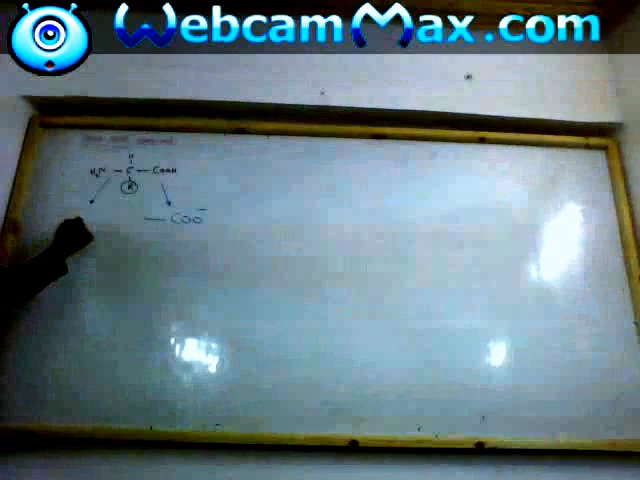 WebcamMax.com
H
H₂N — C — COOH
R
— COO⁻